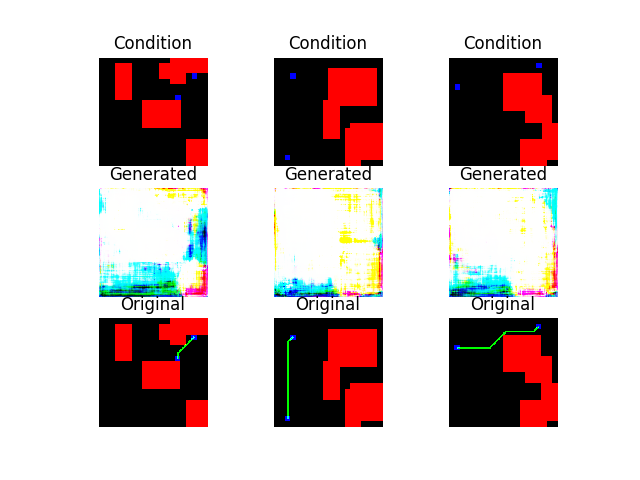 Condition
Condition
Condition
Generated
Generated
Generated
Original
Original
Original